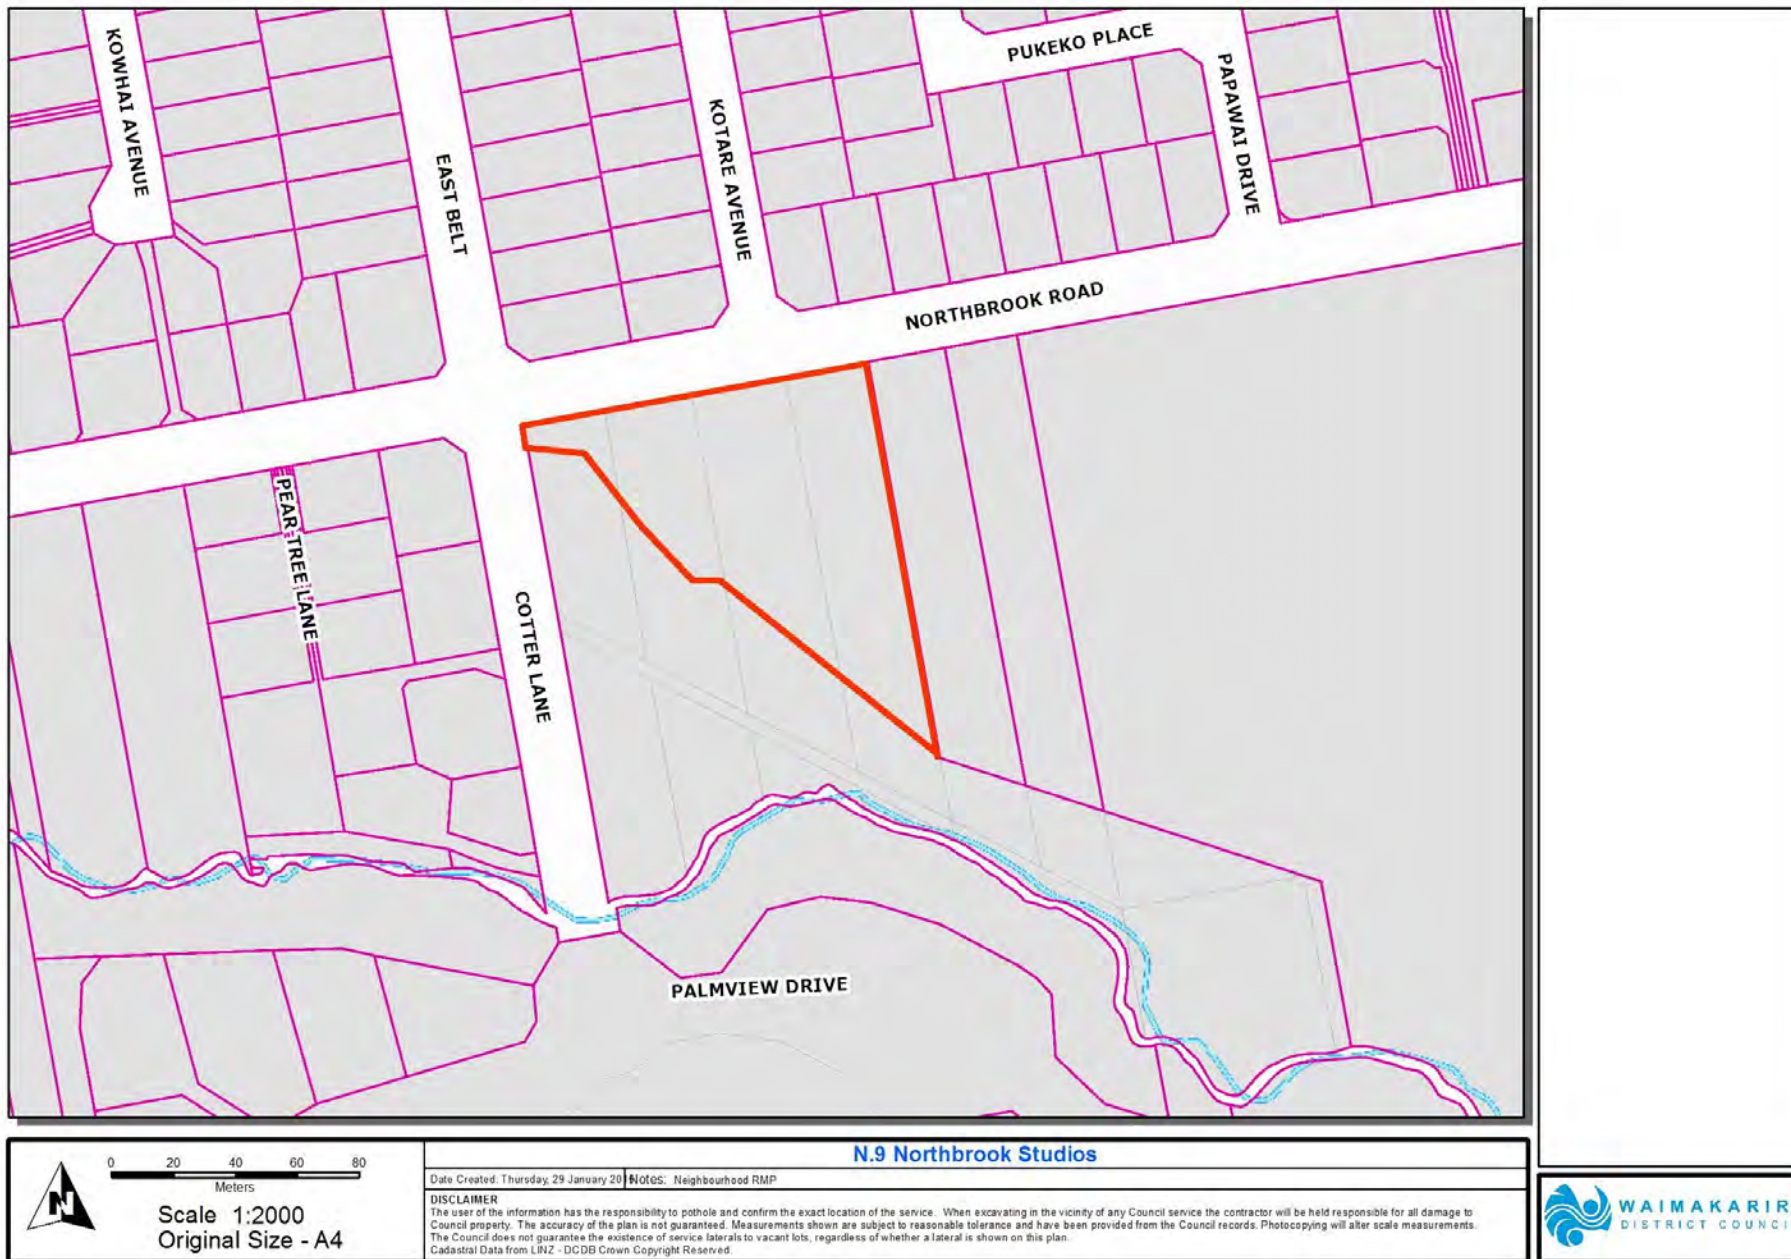 PUKEKO PLACE
KOWHAI AVENUE
PAPAWAI DRIVE
KOTARE AVENUE
EAST BELT
NORTHBROOK ROAD
PEAR TREE LANE
COTTER LANE
PALMVIEW DRIVE
N
0 20 40 60 80
Meters
Scale 1:2000
Original Size - A4
N.9 Northbrook Studios
Date Created: Thursday, 29 January 201 Notes: Neighbourhood RMP
DISCLAIMER
The user of the information has the responsibility to pothole and confirm the exact location of the service. When excavating in the vicinity of any Council service the contractor will be held responsible for all damage to
Council property. The accuracy of the plan is not guaranteed. Measurements shown are subject to reasonable tolerance and have been provided from the Council records. Photocopying will alter scale measurements.
The Council does not guarantee the existence of service laterals to vacant lots, regardless of whether a lateral is shown on this plan.
Cadastral Data from LINZ - DCDB Crown Copyright Reserved.
WAIMAKARIR
DISTRICT COUNCI